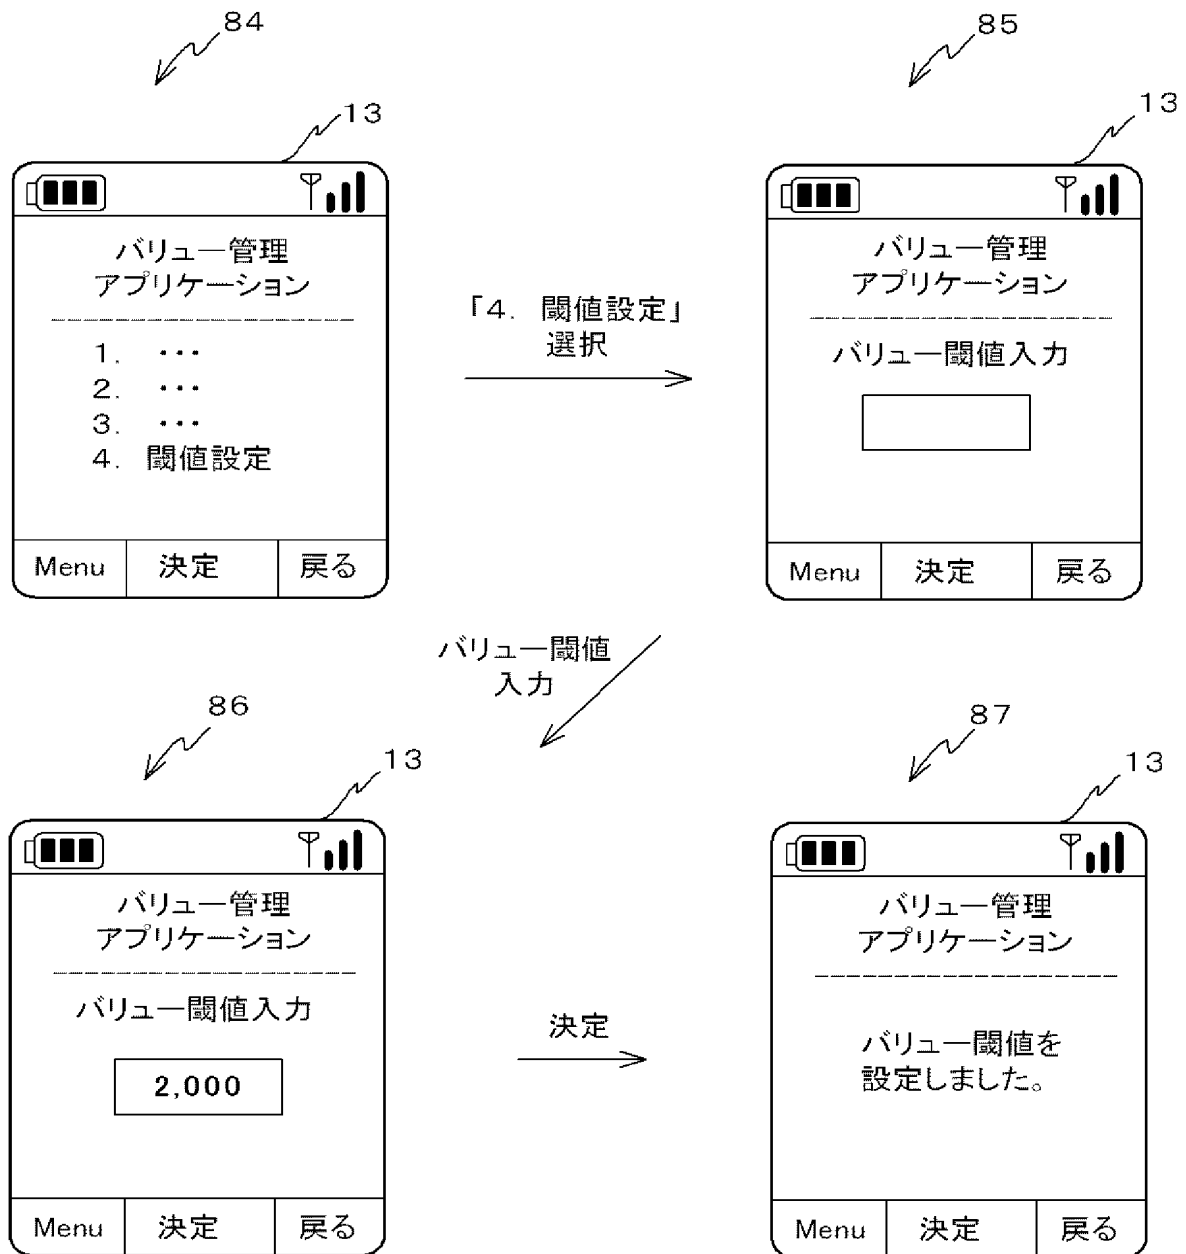 84
13
バリュー管理
アプリケーション
1. ・・・
2. ・・・
3. ・・・
4. 閾値設定
Menu 決定 戻る
「4. 閾値設定」
選択
85
13
バリュー管理
アプリケーション
バリュー閾値入力
Menu 決定 戻る
バリュー閾値
入力
86
13
バリュー管理
アプリケーション
バリュー閾値入力
2,000
Menu 決定 戻る
決定
87
13
バリュー管理
アプリケーション
バリュー閾値を
設定しました。
Menu 決定 戻る